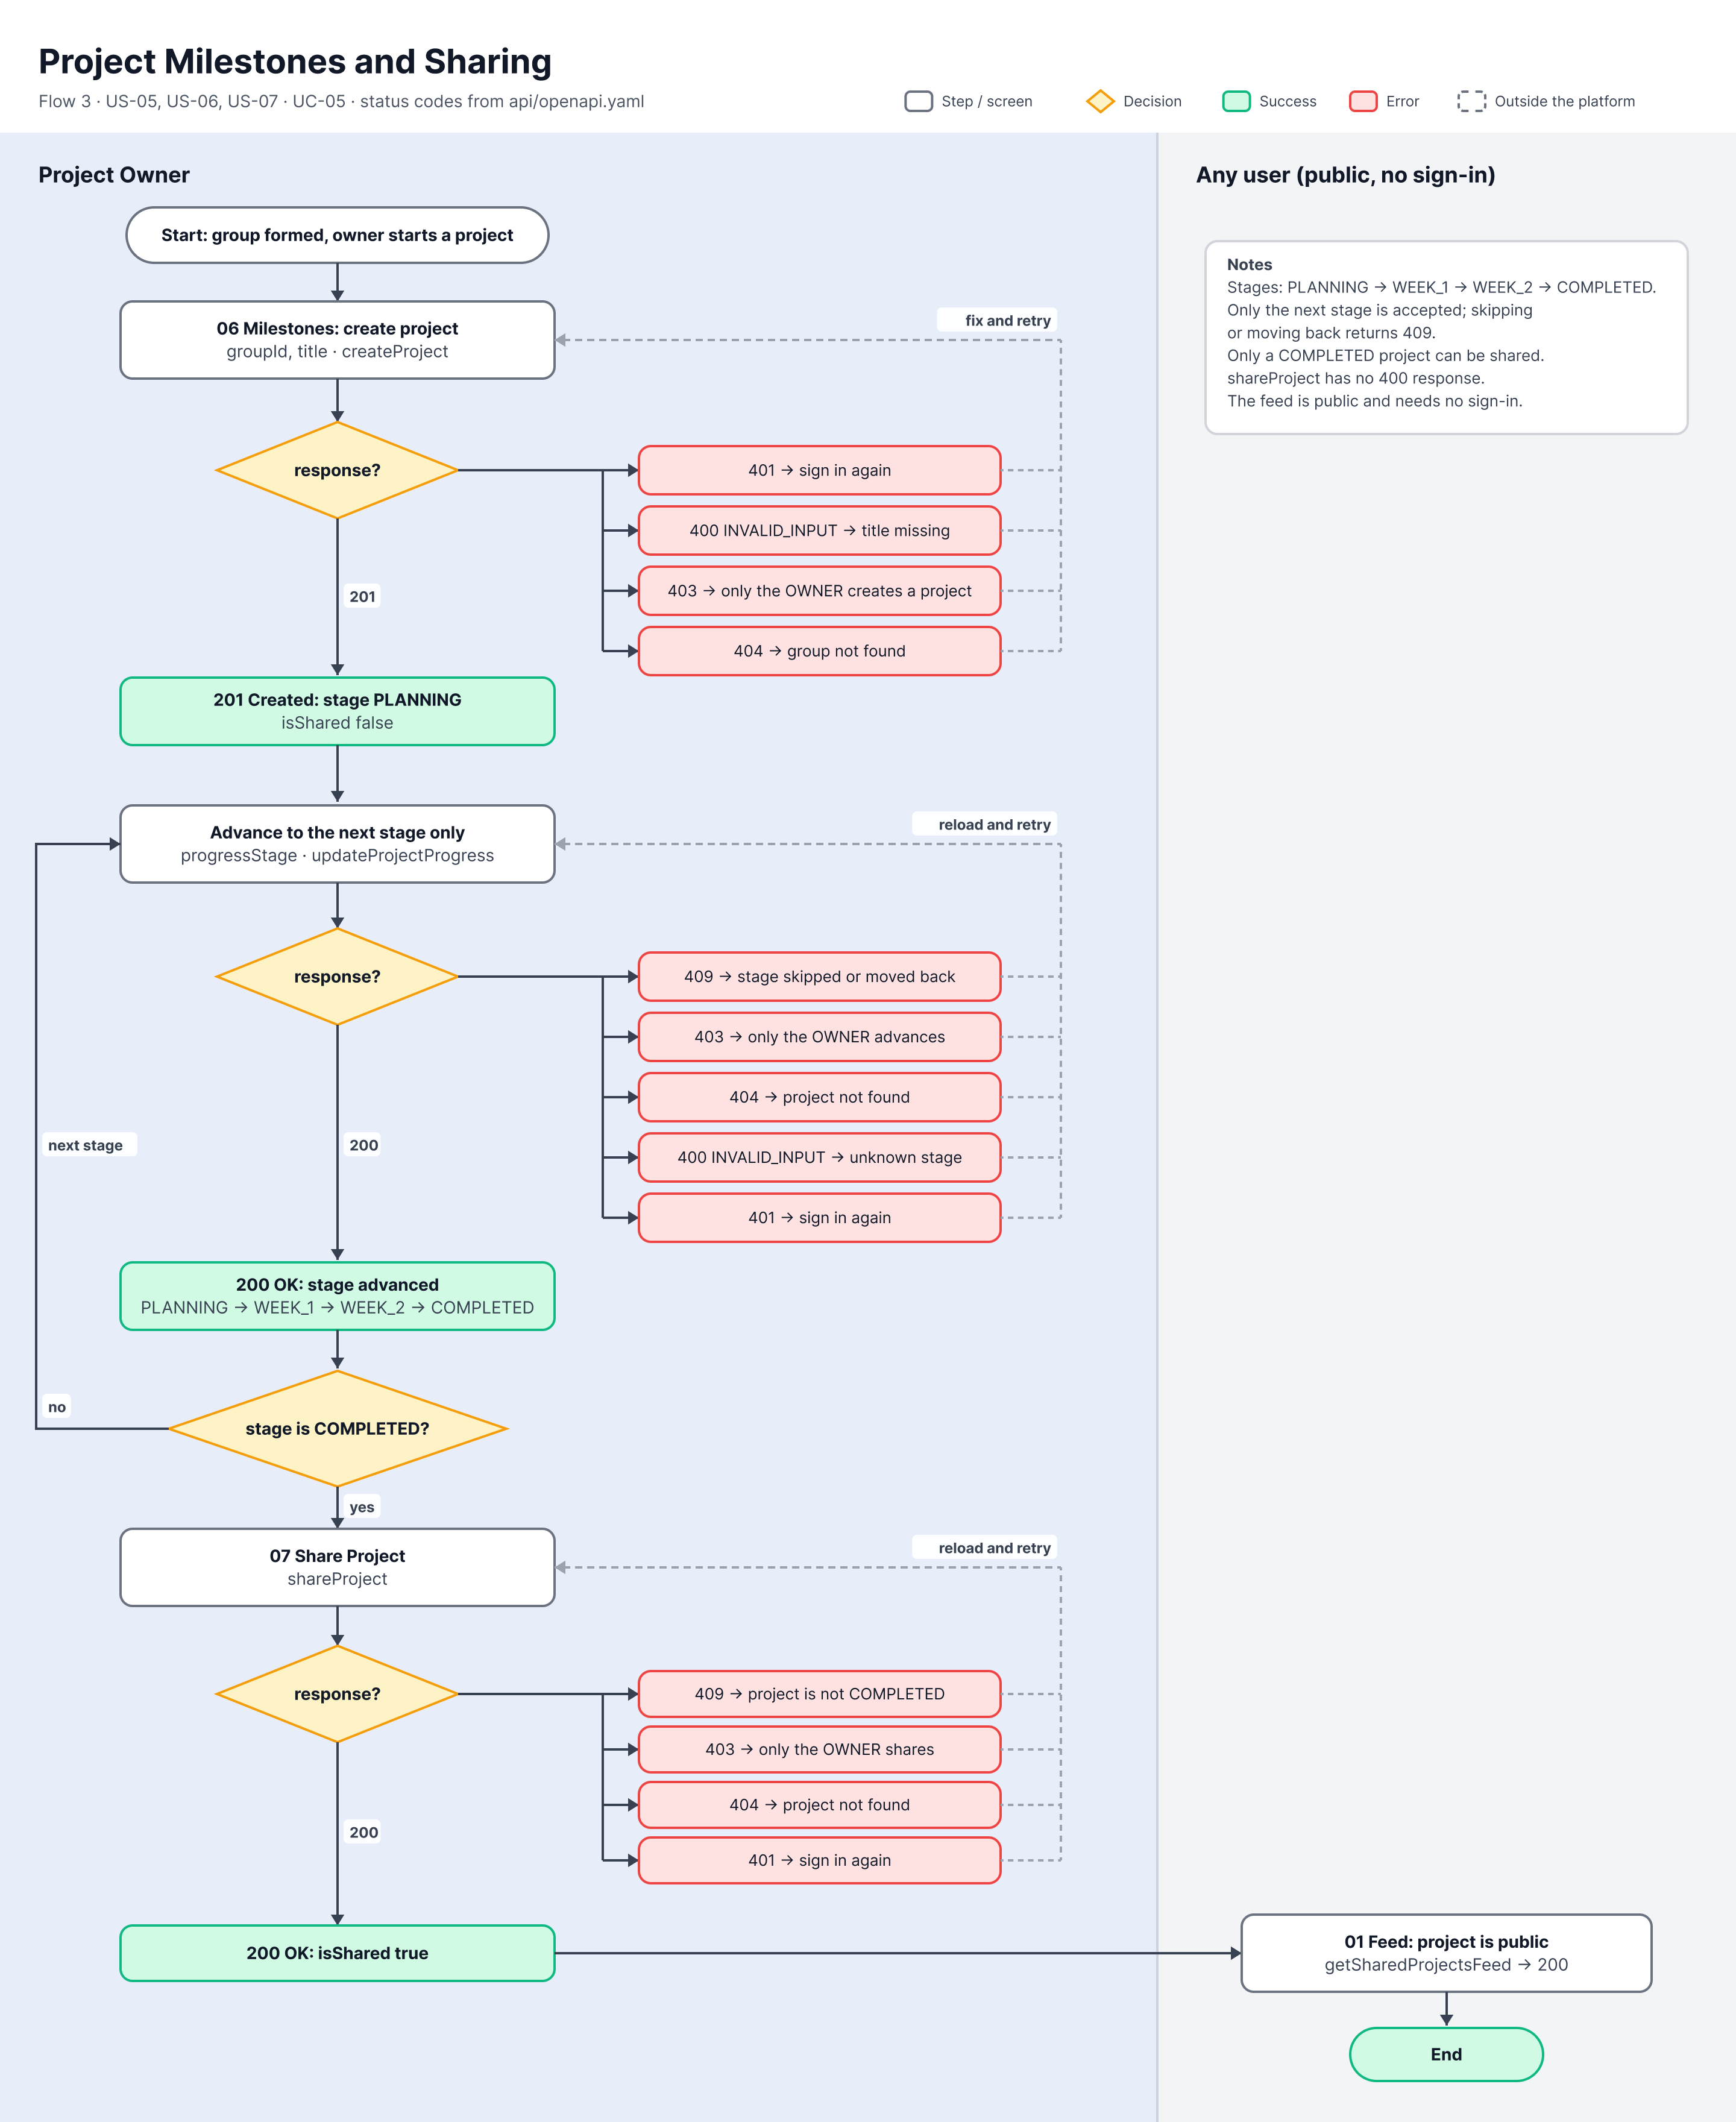 Project Milestones and Sharing
Flow 3 · US-05, US-06, US-07 · UC-05 · status codes from api/openapi.yaml
Step / screen
Decision
Success
Error
Outside the platform
Project Owner
Any user (public, no sign-in)
Start: group formed, owner starts a project
Notes
Stages: PLANNING → WEEK_1 → WEEK_2 → COMPLETED.
Only the next stage is accepted; skipping
or moving back returns 409.
Only a COMPLETED project can be shared.
shareProject has no 400 response.
The feed is public and needs no sign-in.
06 Milestones: create project
groupId, title · createProject
fix and retry
response?
401 → sign in again
400 INVALID_INPUT → title missing
403 → only the OWNER creates a project
404 → group not found
201
201 Created: stage PLANNING
isShared false
Advance to the next stage only
progressStage · updateProjectProgress
reload and retry
response?
409 → stage skipped or moved back
403 → only the OWNER advances
404 → project not found
400 INVALID_INPUT → unknown stage
401 → sign in again
next stage
200
200 OK: stage advanced
PLANNING → WEEK_1 → WEEK_2 → COMPLETED
no
stage is COMPLETED?
yes
07 Share Project
shareProject
reload and retry
response?
409 → project is not COMPLETED
403 → only the OWNER shares
404 → project not found
401 → sign in again
200
200 OK: isShared true
01 Feed: project is public
getSharedProjectsFeed → 200
End